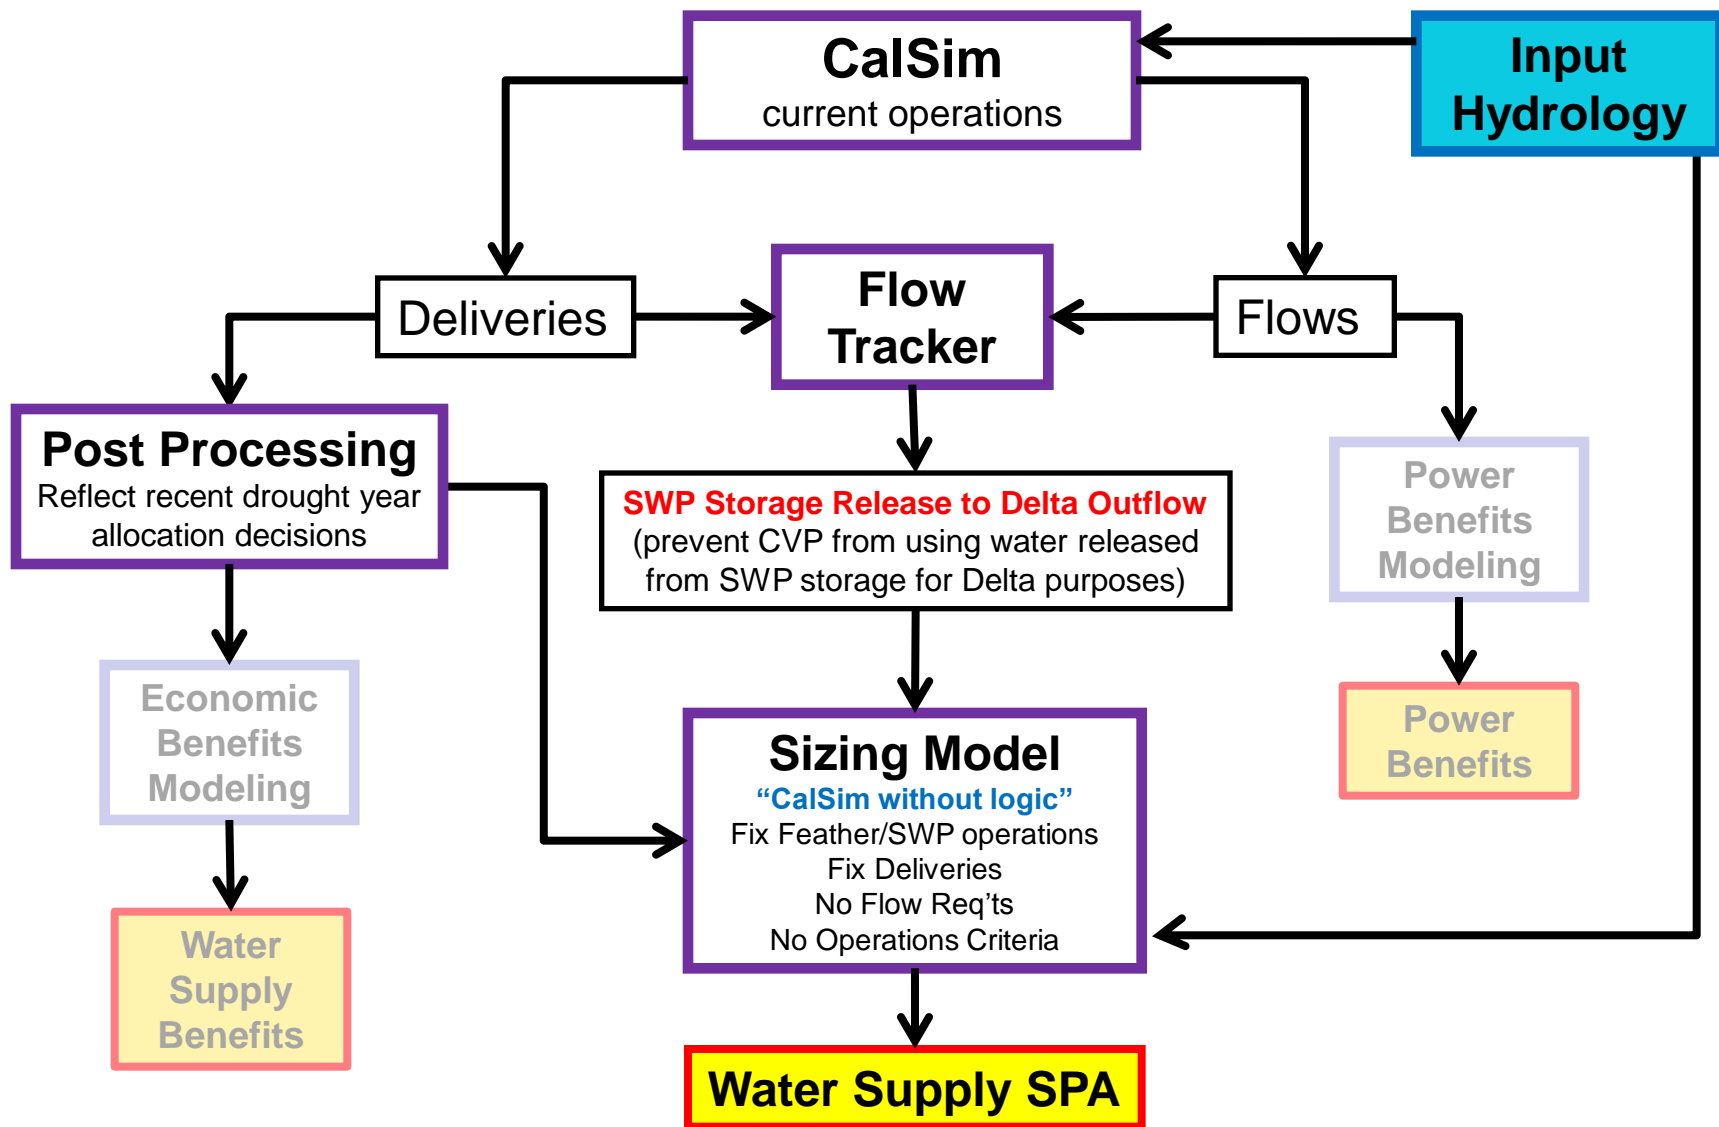 CalSim
current operations
Input
Hydrology
Deliveries
Flow
Tracker
Flows
Post Processing
Reflect recent drought year
allocation decisions
SWP Storage Release to Delta Outflow
(prevent CVP from using water released
from SWP storage for Delta purposes)
Power
Benefits
Modeling
Economic
Benefits
Modeling
Sizing Model
“CalSim without logic”
Fix Feather/SWP operations
Fix Deliveries
No Flow Req’ts
No Operations Criteria
Power
Benefits
Water
Supply
Benefits
Water Supply SPA